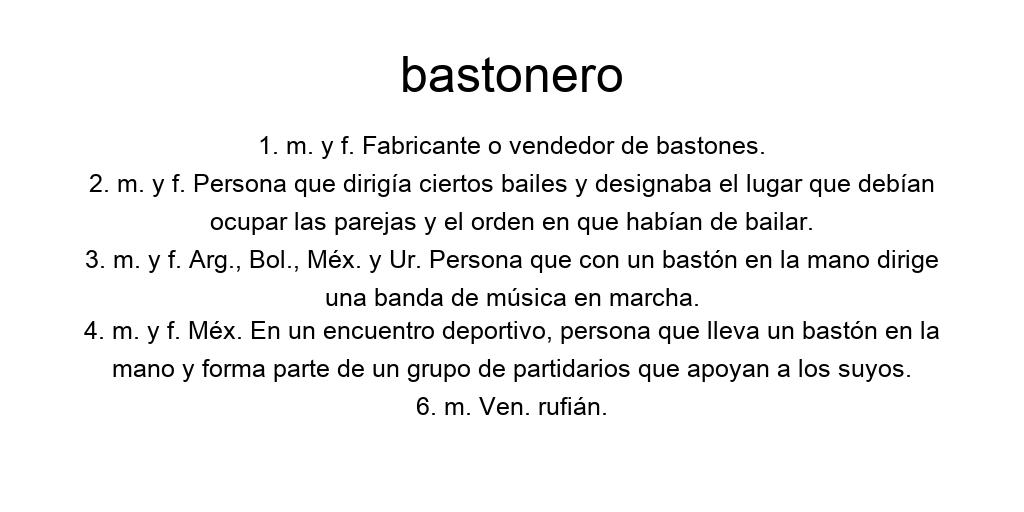 bastonero
1. m. y f. Fabricante o vendedor de bastones.
2. m. y f. Persona que dirigía ciertos bailes y designaba el lugar que debían
ocupar las parejas y el orden en que habían de bailar.
3. m. y f. Arg., Bol., Méx. y Ur. Persona que con un bastón en la mano dirige
una banda de música en marcha.
4. m. y f. Méx. En un encuentro deportivo, persona que lleva un bastón en la
mano y forma parte de un grupo de partidarios que apoyan a los suyos.
6. m. Ven. rufián.